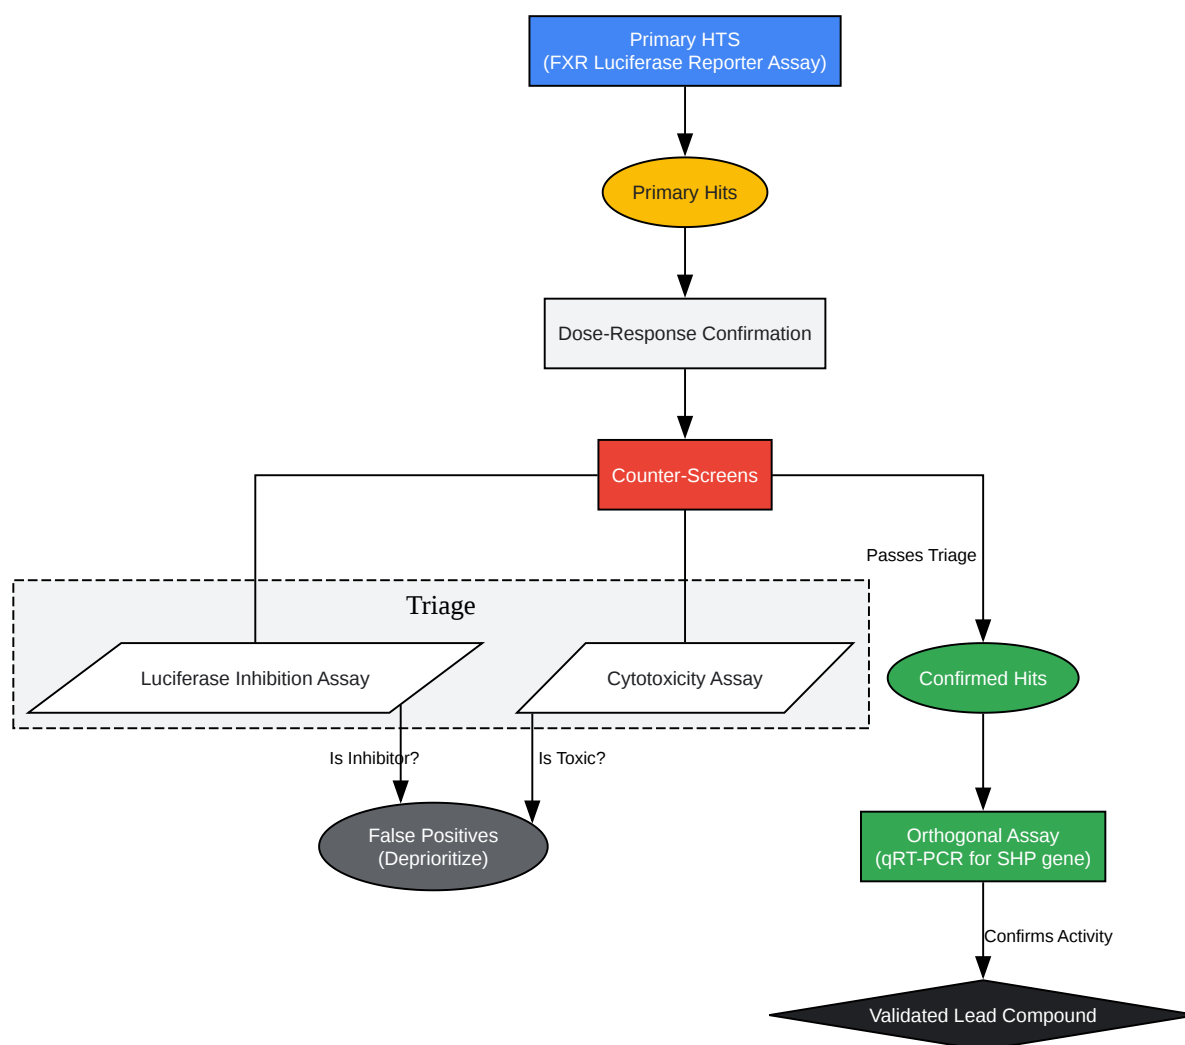 Primary HTS
(FXR Luciferase Reporter Assay)
Primary Hits
Dose-Response Confirmation
Counter-Screens
Passes Triage
Triage
Luciferase Inhibition Assay
Cytotoxicity Assay
Confirmed Hits
Is Inhibitor?
Is Toxic?
False Positives
(Deprioritize)
Orthogonal Assay
(qRT-PCR for SHP gene)
Confirms Activity
Validated Lead Compound